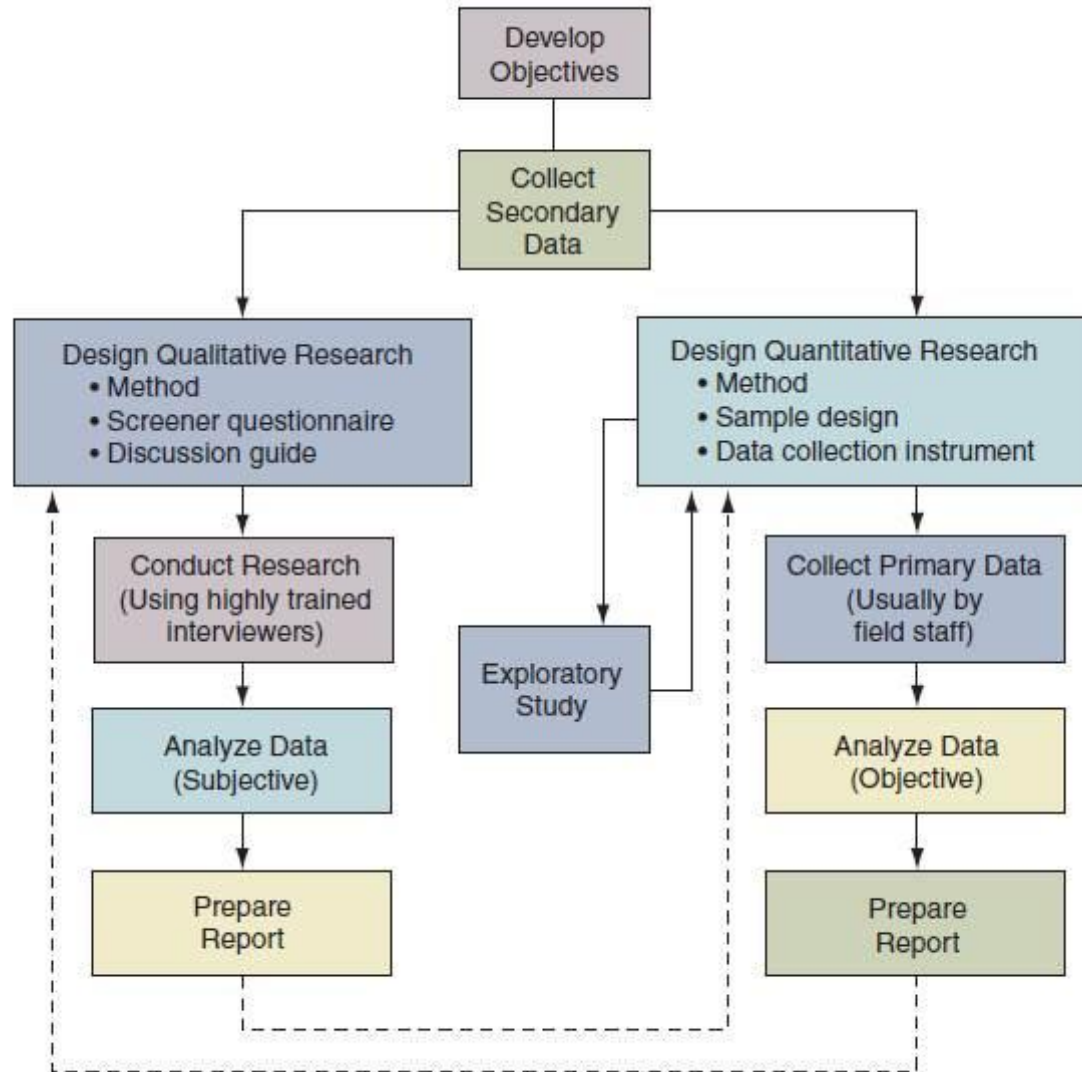 Develop
Objectives
Collect
Secondary
Data
Design Qualitative Research
• Method
• Screener questionnaire
• Discussion guide
Conduct Research
(Using highly trained
interviewers)
Analyze Data
(Subjective)
Prepare
Report
Exploratory
Study
Design Quantitative Research
• Method
• Sample design
• Data collection instrument
Collect Primary Data
(Usually by
field staff)
Analyze Data
(Objective)
Prepare
Report